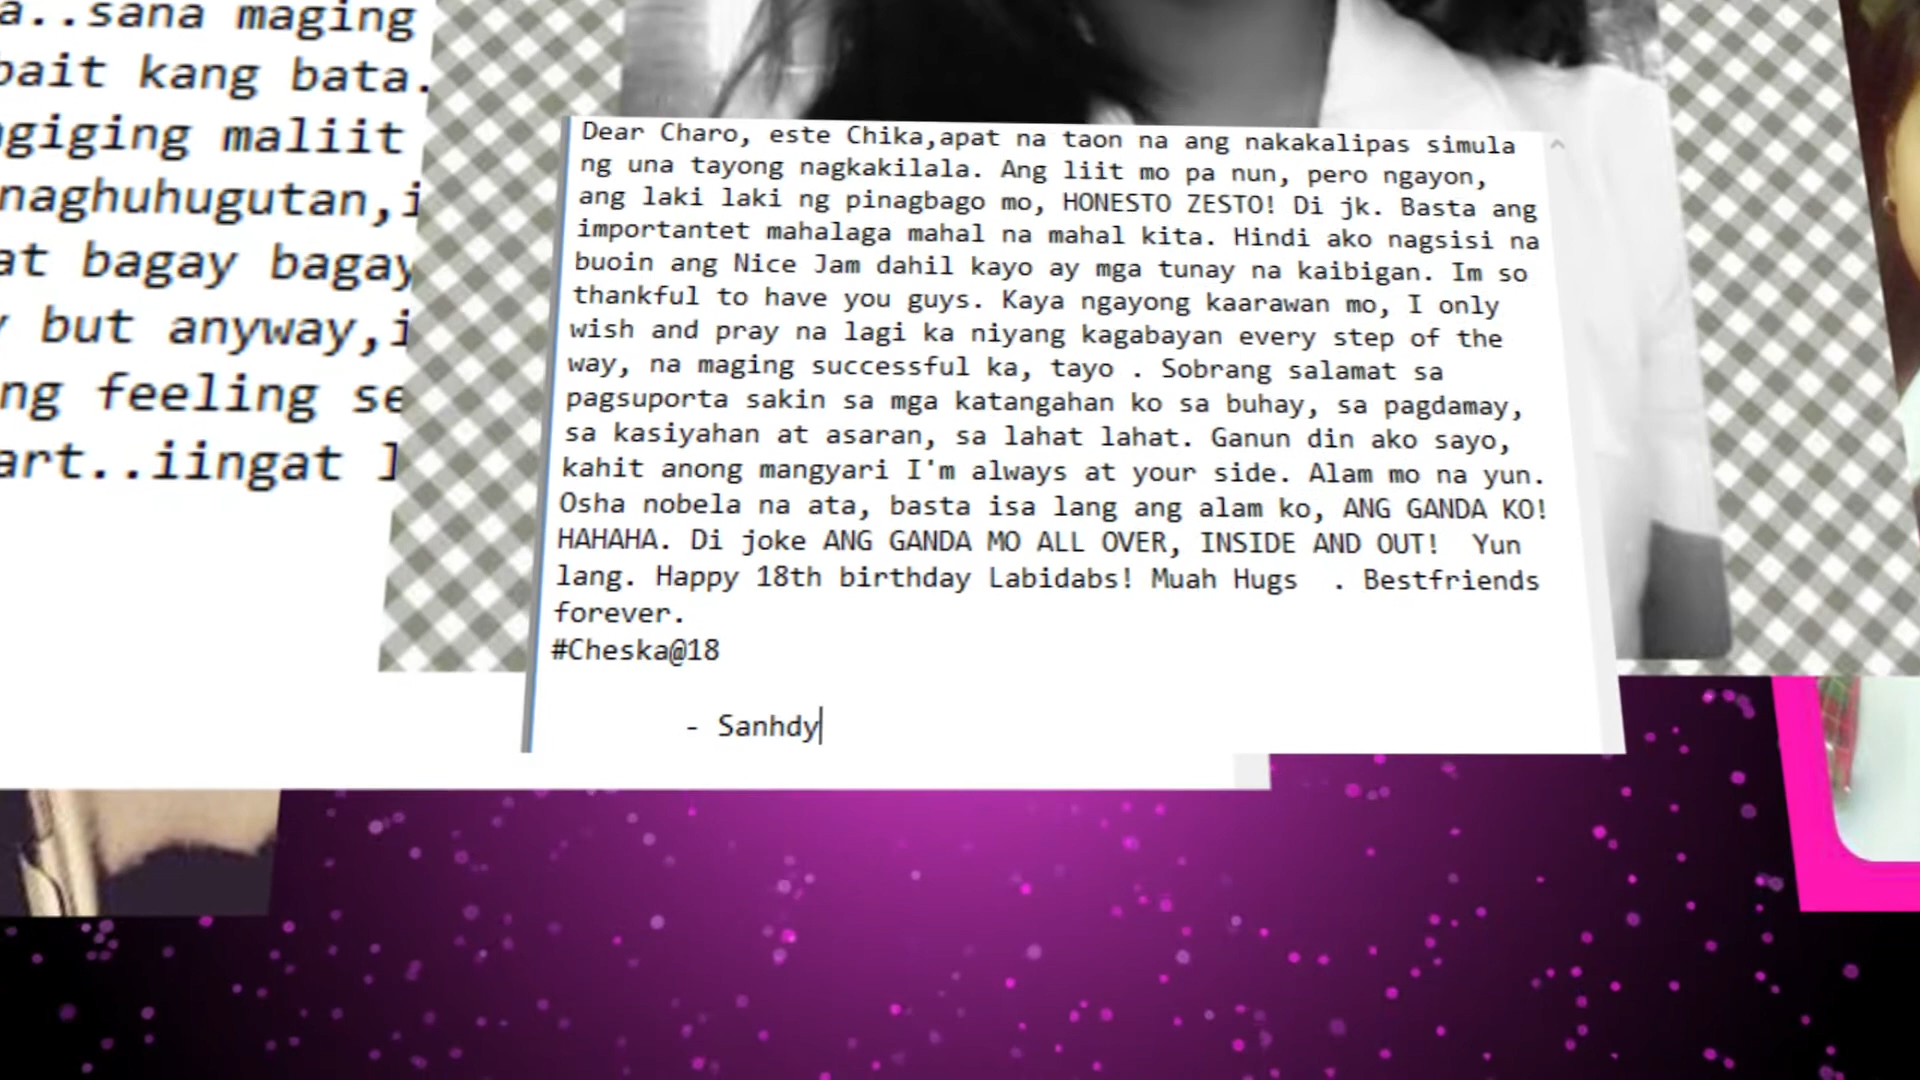 a..sana maging
bait kang bata.
agiging maliit
naghuhugutan,i
at bagay bagay
but anyway,i
ng feeling se
art..iingat l
Dear Charo, este Chika,apat na taon na ang nakakalipas simula
ng una tayong nagkakilala. Ang liit mo pa nun, pero ngayon,
ang laki laki ng pinagbago mo, HONESTO ZESTO! Di jk. Basta ang
importantet mahalaga mahal na mahal kita. Hindi ako nagsisi na
buoin ang Nice Jam dahil kayo ay mga tunay na kaibigan. Im so
thankful to have you guys. Kaya ngayong kaarawan mo, I only
wish and pray na lagi ka niyang kagabayan every step of the
way, na maging successful ka, tayo . Sobrang salamat sa
pagsuporta sakin sa mga katangahan ko sa buhay, sa pagdamay,
sa kasiyahan at asaran, sa lahat lahat. Ganun din ako sayo,
kahit anong mangyari I'm always at your side. Alam mo na yun.
Osha nobela na ata, basta isa lang ang alam ko, ANG GANDA KO!
HAHAHA. Di joke ANG GANDA MO ALL OVER, INSIDE AND OUT!  Yun
lang. Happy 18th birthday Labidabs! Muah Hugs  . Bestfriends
forever.
#Cheska@18
- Sanhdy